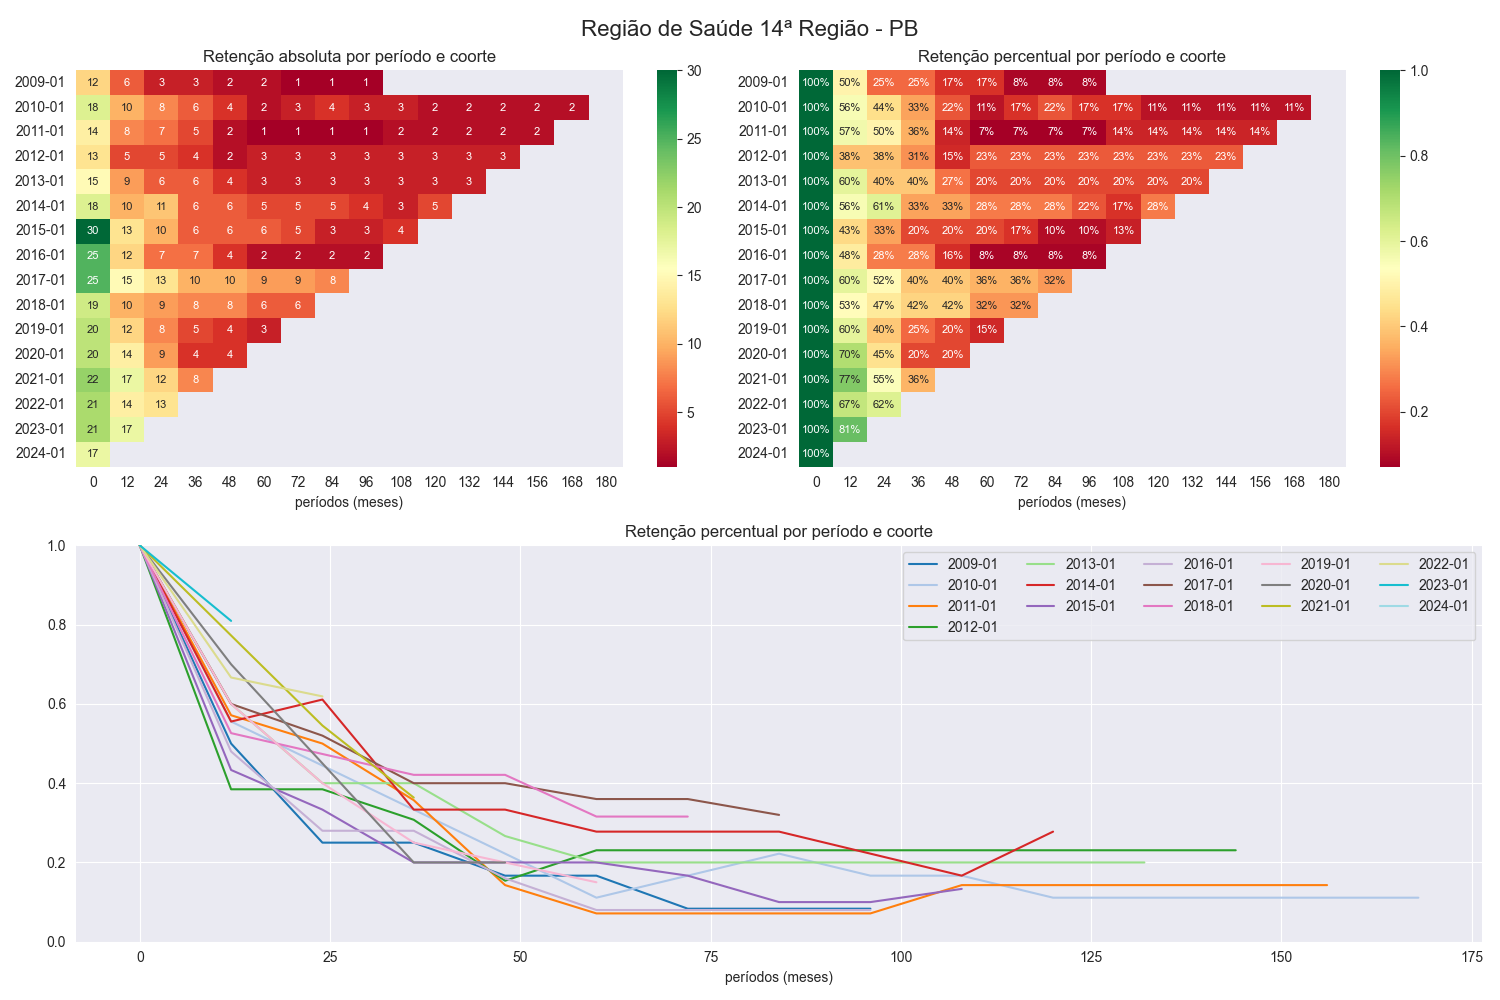 Região de Saúde 14ª Região - PB
Retenção absoluta por período e coorte
2009-01 12 6 3 3 2 2 1 1 1
2010-01 18 10 8 6 4 2 3 4 3 3 2 2 2 2 2
2011-01 14 8 7 5 2 1 1 1 1 2 2 2 2 2
2012-01 13 5 5 4 2 3 3 3 3 3 3 3 3
2013-01 15 9 6 6 4 3 3 3 3 3 3 3
2014-01 18 10 11 6 6 5 5 5 4 3 5
2015-01 30 13 10 6 6 6 5 3 3 4
2016-01 25 12 7 7 4 2 2 2 2
2017-01 25 15 13 10 10 9 9 8
2018-01 19 10 9 8 8 6 6
2019-01 20 12 8 5 4 3
2020-01 20 14 9 4 4
2021-01 22 17 12 8
2022-01 21 14 13
2023-01 21 17
2024-01 17
0 12 24 36 48 60 72 84 96 108 120 132 144 156 168 180
períodos (meses)
30
25
20
15
10
5
Retenção percentual por período e coorte
2009-01 100% 50% 25% 25% 17% 17% 8% 8% 8%
2010-01 100% 56% 44% 33% 22% 11% 17% 22% 17% 17% 11% 11% 11% 11% 11%
2011-01 100% 57% 50% 36% 14% 7% 7% 7% 7% 14% 14% 14% 14% 14%
2012-01 100% 38% 38% 31% 15% 23% 23% 23% 23% 23% 23% 23% 23%
2013-01 100% 60% 40% 40% 27% 20% 20% 20% 20% 20% 20% 20%
2014-01 100% 56% 61% 33% 33% 28% 28% 28% 22% 17% 28%
2015-01 100% 43% 33% 20% 20% 20% 17% 10% 10% 13%
2016-01 100% 48% 28% 28% 16% 8% 8% 8% 8%
2017-01 100% 60% 52% 40% 40% 36% 36% 32%
2018-01 100% 53% 47% 42% 42% 32% 32%
2019-01 100% 60% 40% 25% 20% 15%
2020-01 100% 70% 45% 20% 20%
2021-01 100% 77% 55% 36%
2022-01 100% 67% 62%
2023-01 100% 81%
2024-01 100%
0 12 24 36 48 60 72 84 96 108 120 132 144 156 168 180
períodos (meses)
1.0
0.8
0.6
0.4
0.2
Retenção percentual por período e coorte
1.0
0.8
0.6
0.4
0.2
0.0
2009-01 2013-01 2016-01 2019-01 2022-01
2010-01 2014-01 2017-01 2020-01 2023-01
2011-01 2015-01 2018-01 2021-01 2024-01
2012-01
0 25 50 75 100 125 150 175
períodos (meses)